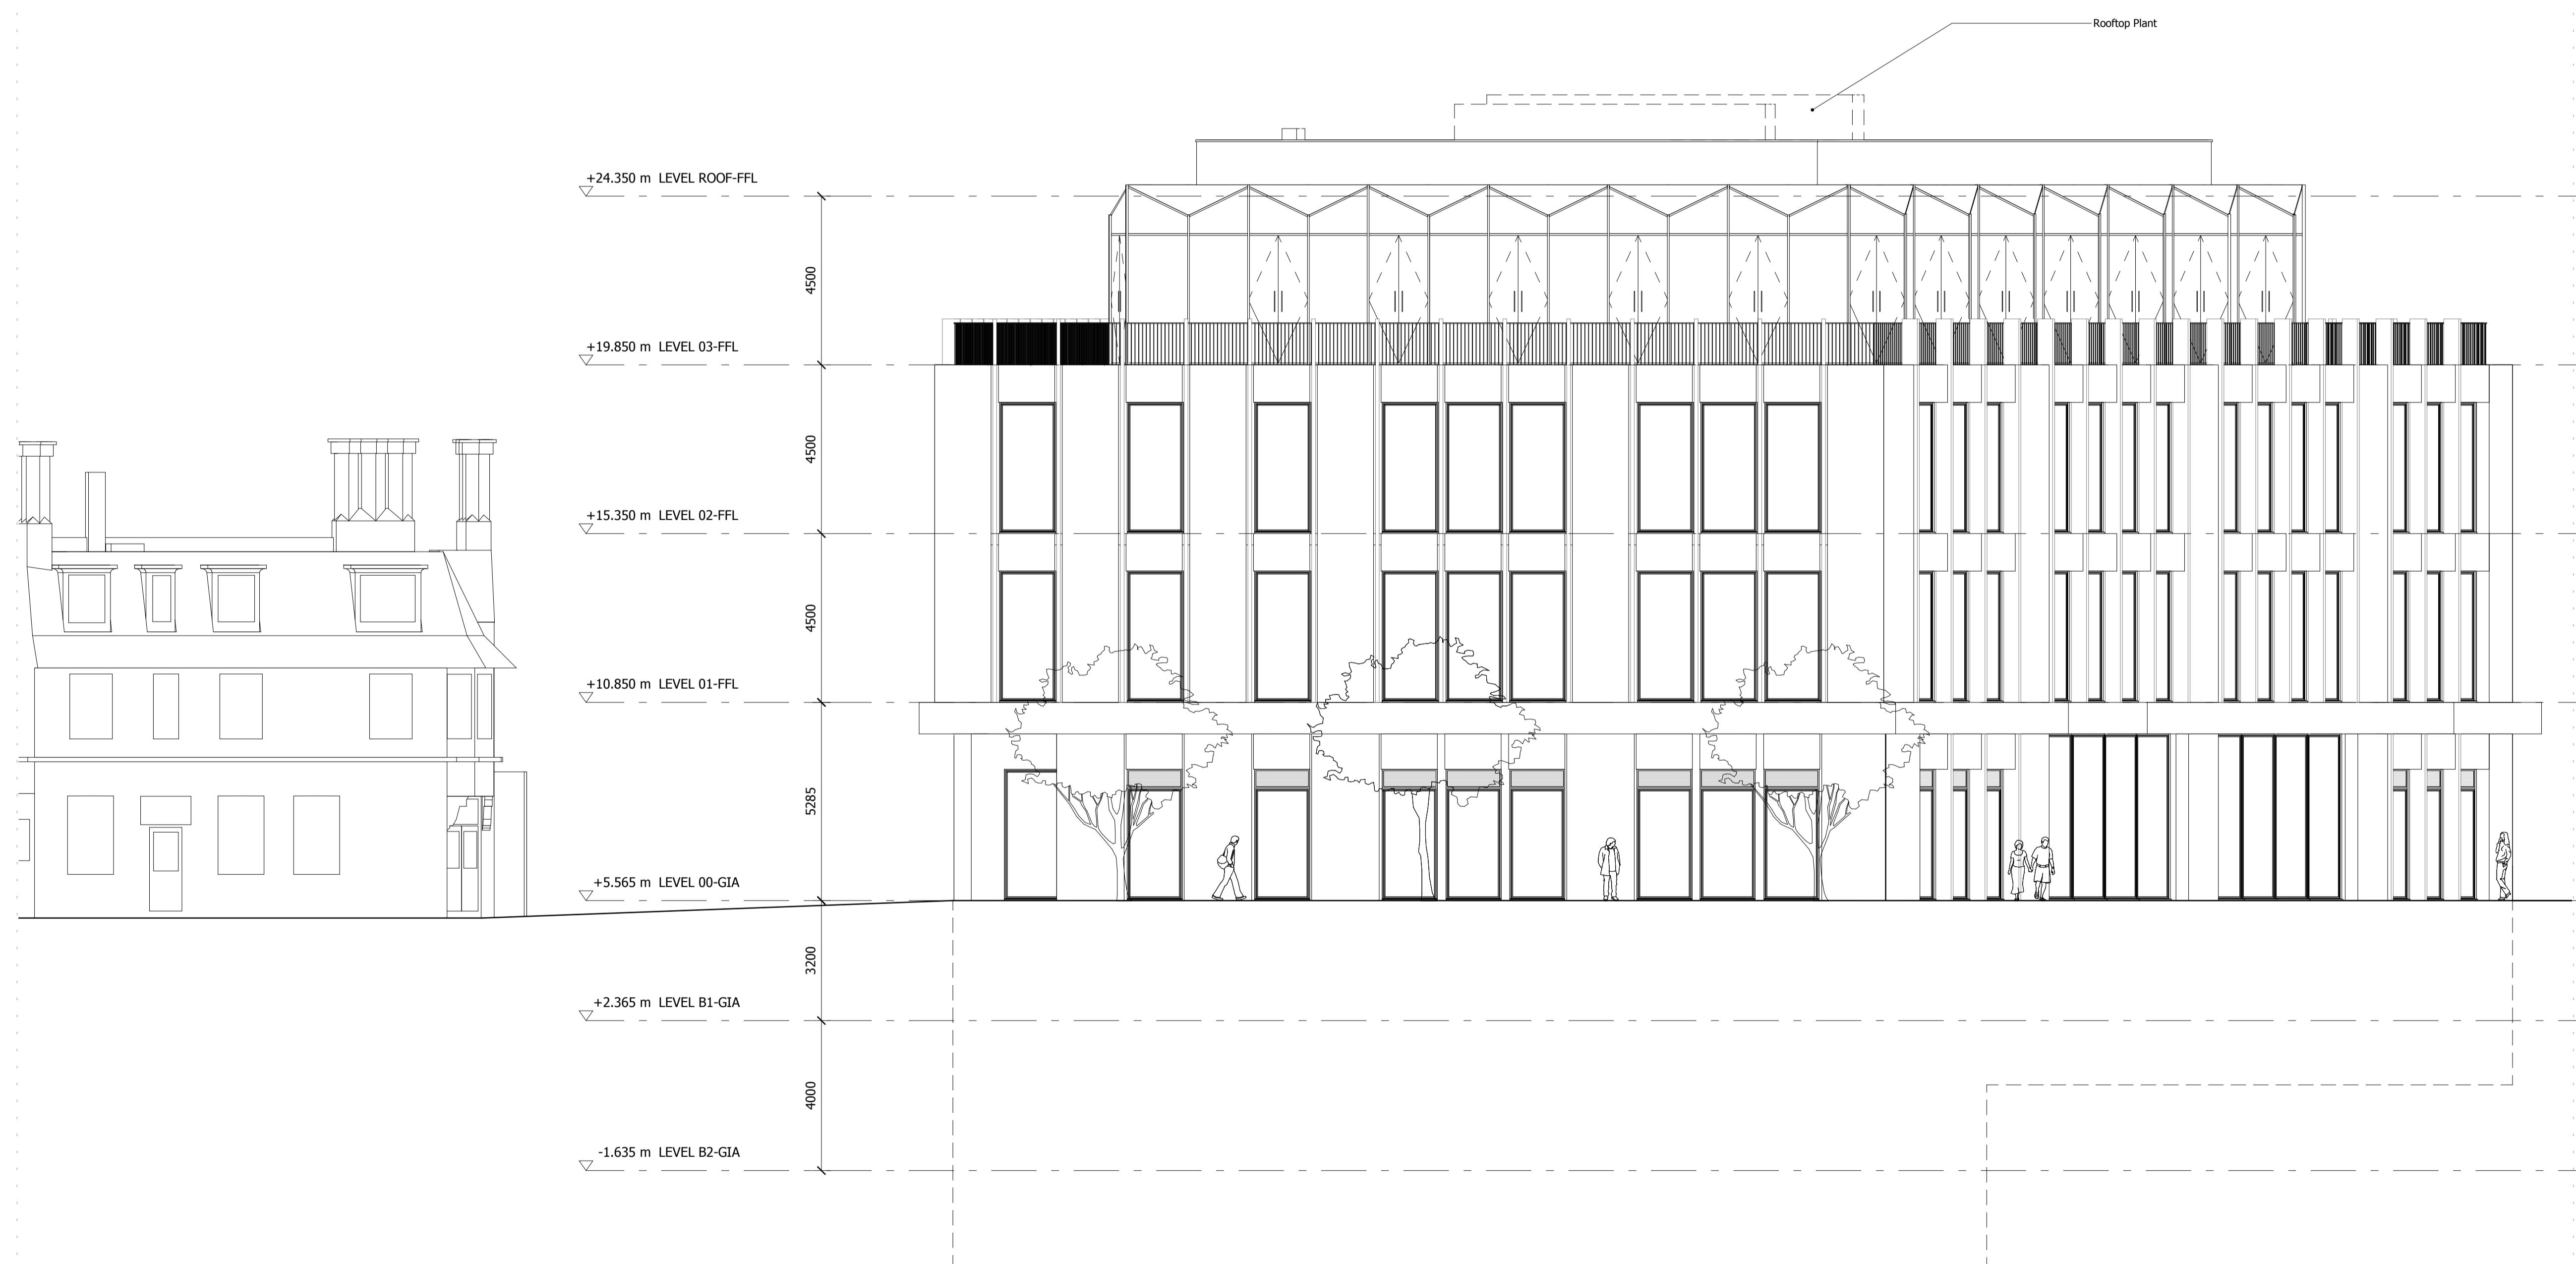 Rooftop Plant
+24.350 m LEVEL ROOF-FFL
4500
+19.850 m LEVEL 03-FFL
4500
+15.350 m LEVEL 02-FFL
4500
+10.850 m LEVEL 01-FFL
5285
+5.565 m LEVEL 00-GIA
3200
+2.365 m LEVEL B1-GIA
4000
-1.635 m LEVEL B2-GIA